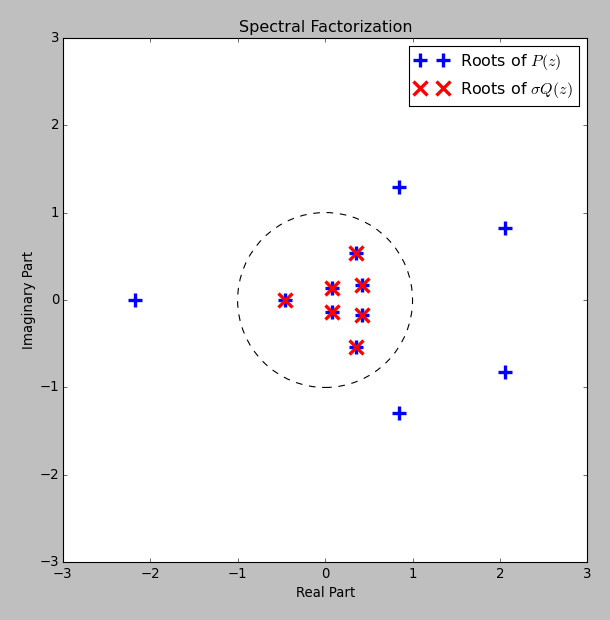 Spectral Factorization
3
2
1
0
−1
−2
−3
Imaginary Part
−3 −2 −1 0 1 2 3
Real Part
Roots of P(z)
Roots of σQ(z)